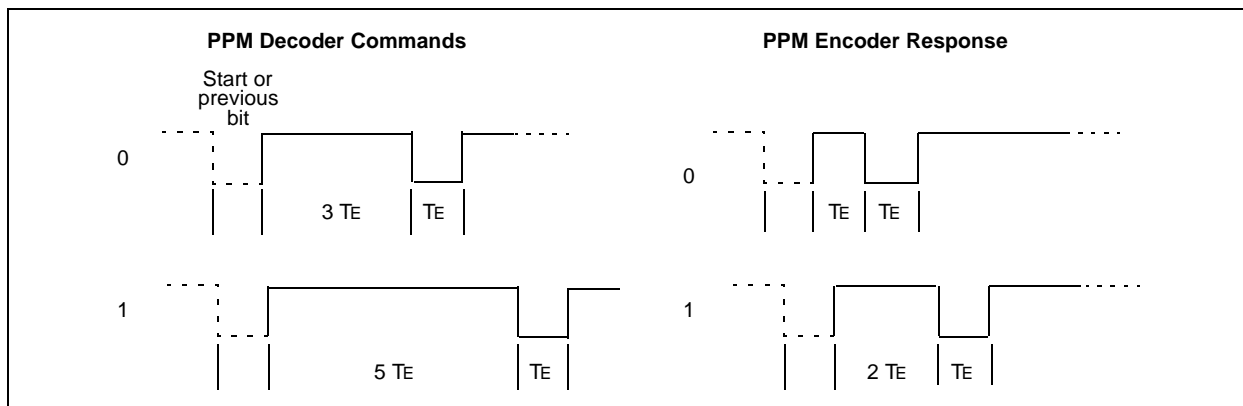 PPM Decoder Commands
PPM Encoder Response
Start or
previous
bit
0
3 TE
TE
0
TE
TE
1
5 TE
TE
1
2 TE
TE